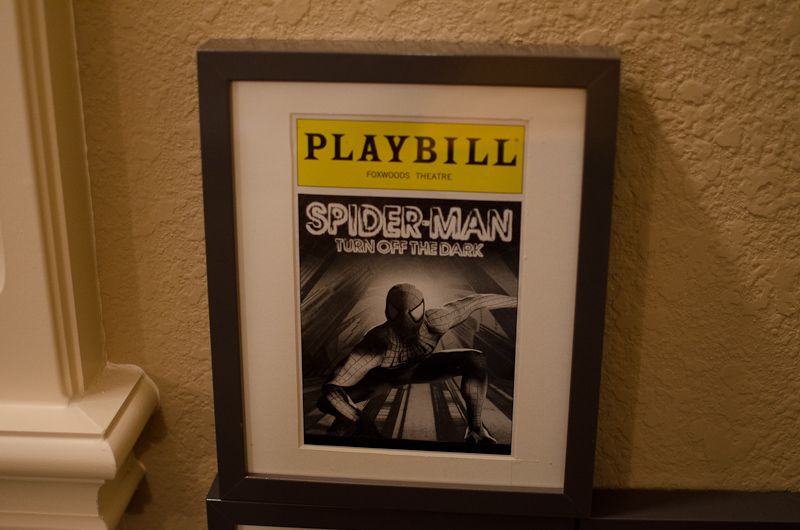 PLAYBILL
FOXWOODS THEATRE
SPIDER-MAN
TURN OFF THE DARK